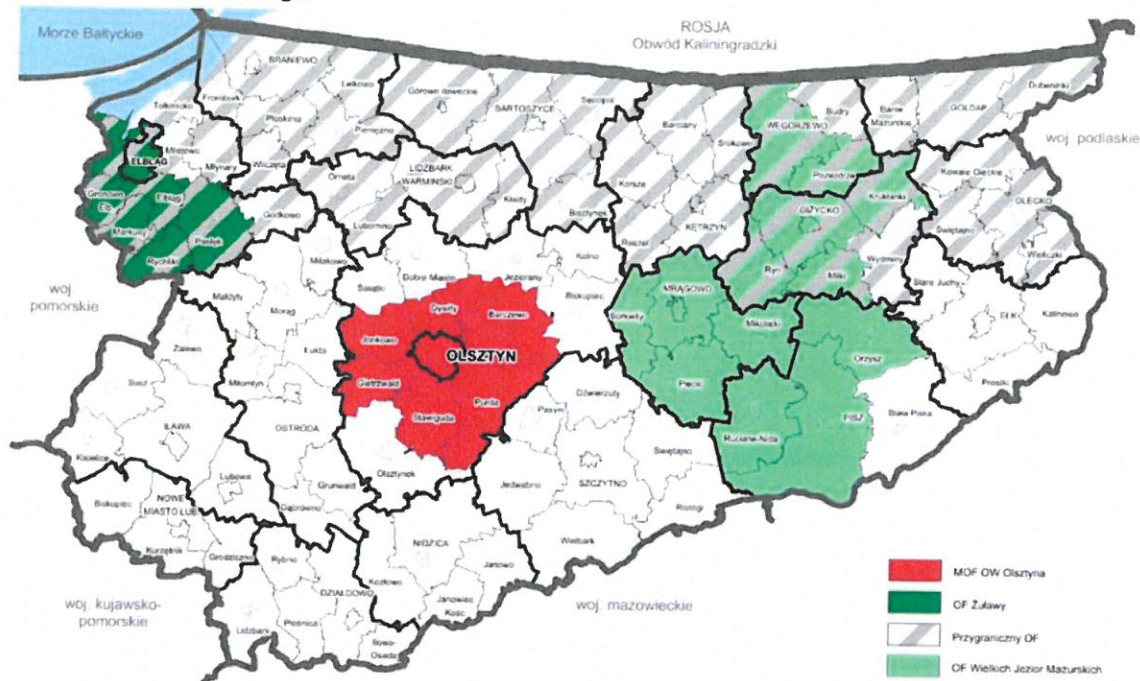 Morze Bałtyckie
ROSJA
Obwód Kaliningradzki
BRANIEWO
Lelkowo
Górowo Iławeckie
BARTOSZYCE
Sępopol
Dubeninki
GOŁDAP
Banie
Mazurskie
Budry
WĘGORZEWO
Tolkmicko
Frombork
Płoskinia
Pieniężno
Barciany
Srokowo
woj. podlaskie
ELBLĄG
Milejewo
Młynary
Wilczęta
Orneta
LIDZBARK
WARMIŃSKI
Kiwity
Korsze
Pozezdrze
Kruklanki
Kowale Oleckie
OLECKO
Gronowo
Elb.
Elbląg
Godkowo
Lubomino
Bisztynek
KĘTRZYN
GIŻYCKO
Świętajno
Wieliczki
Markusy
Pasłęk
Rychliki
Reszel
Wydminy
Ryn
Miłki
Stare Juchy
woj.
pomorskie
Miłakowo
Świątki
Dobre Miasto
Jeziorany
Kolno
Biskupiec
MRĄGOWO
Sorkwity
Mikołajki
EŁK
Kalinowo
Małdyty
Morąg
Dywity
Barczewo
Jonkowo
OLSZTYN
Orzysz
Prostki
Zalewo
Łukta
Miłomłyn
Gietrzwałd
Purda
Stawiguda
Dźwierzuty
Pasym
Piecki
Ruciane-Nida
PISZ
Biała Piska
Susz
IŁAWA
OSTRÓDA
Kisielice
Lubawa
Grunwald
Dąbrówno
Olsztynek
Jedwabno
SZCZYTNO
Świętajno
Rozogi
Biskupiec
NOWE
MIASTO LUB.
Kurzętnik
Grodziczno
Rybno
NIDZICA
Wielbark
Janowo
Kozłowo
Janowiec
Kośc.
DZIAŁDOWO
Płośnica
Lidzbark
Iłowo-
Osada
woj. kujawsko-
pomorskie
woj. mazowieckie
MOF OW Olsztyna
OF Żuławy
Przygraniczny OF
OF Wielkich Jezior Mazurskich